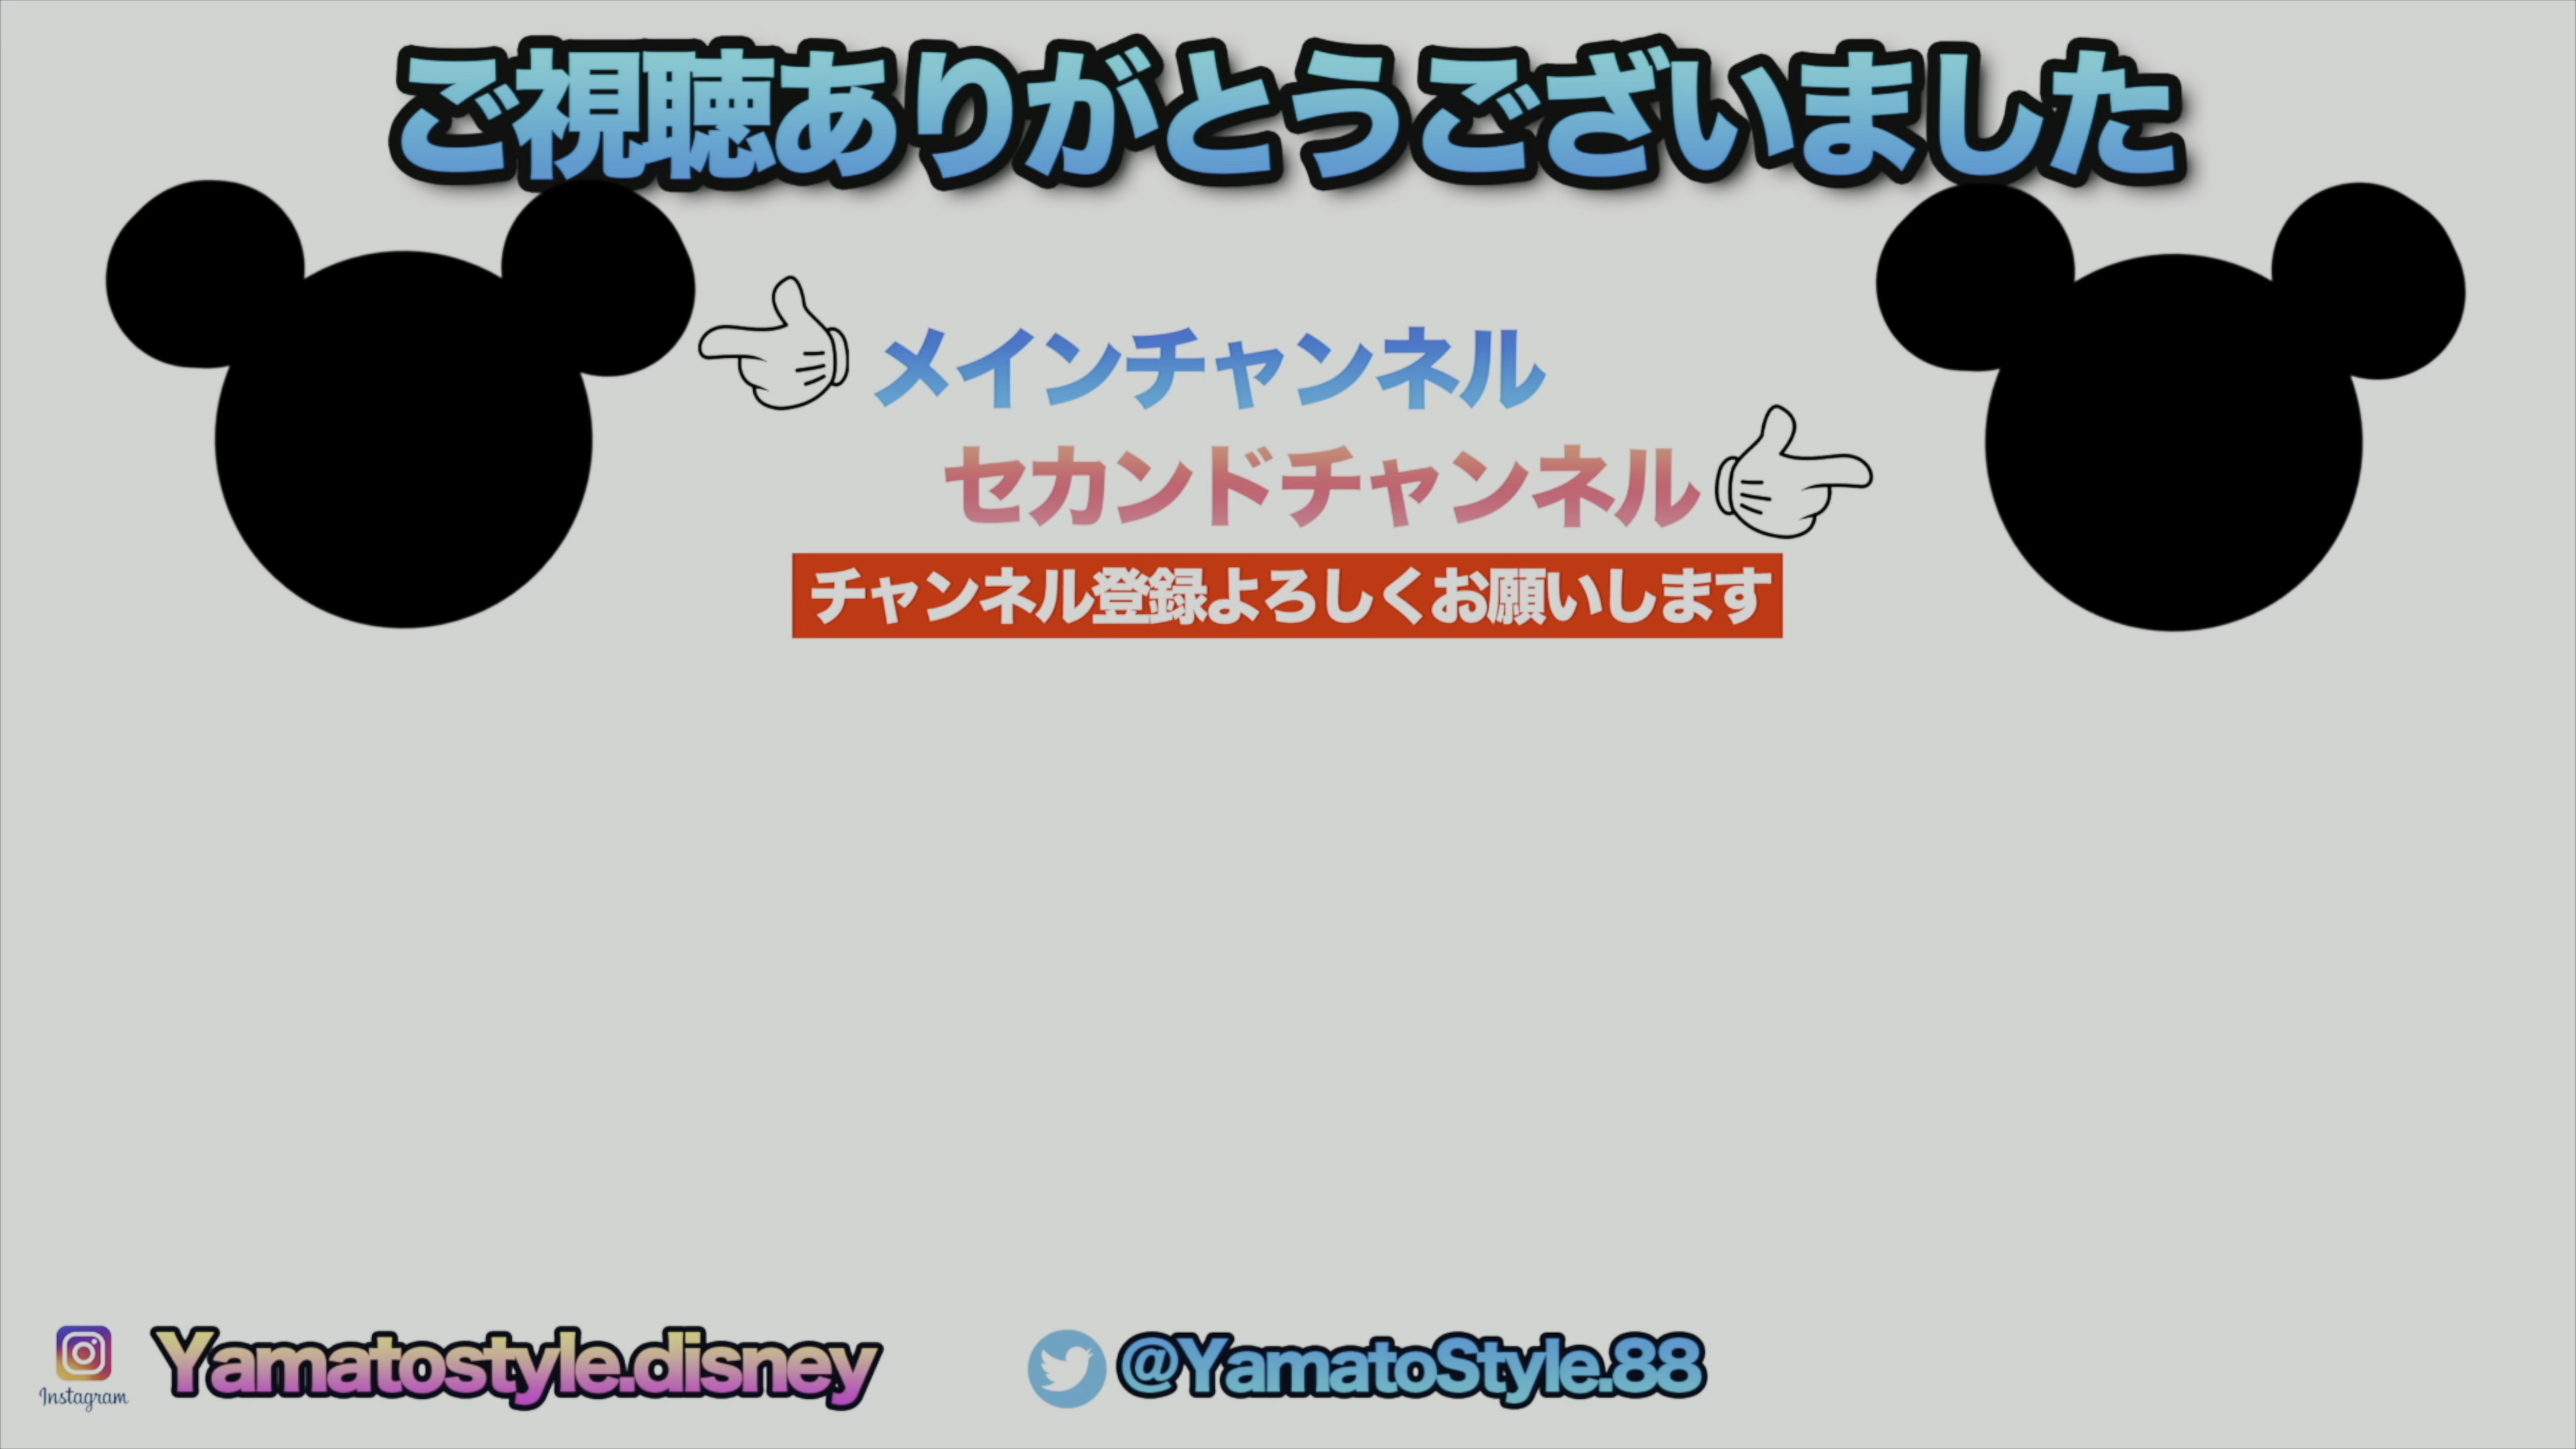 ご視聴ありがとうございました
メインチャンネル
セカンドチャンネル
チャンネル登録よろしくお願いします
Instagram
Yamatostyle.disney
@YamatoStyle.88